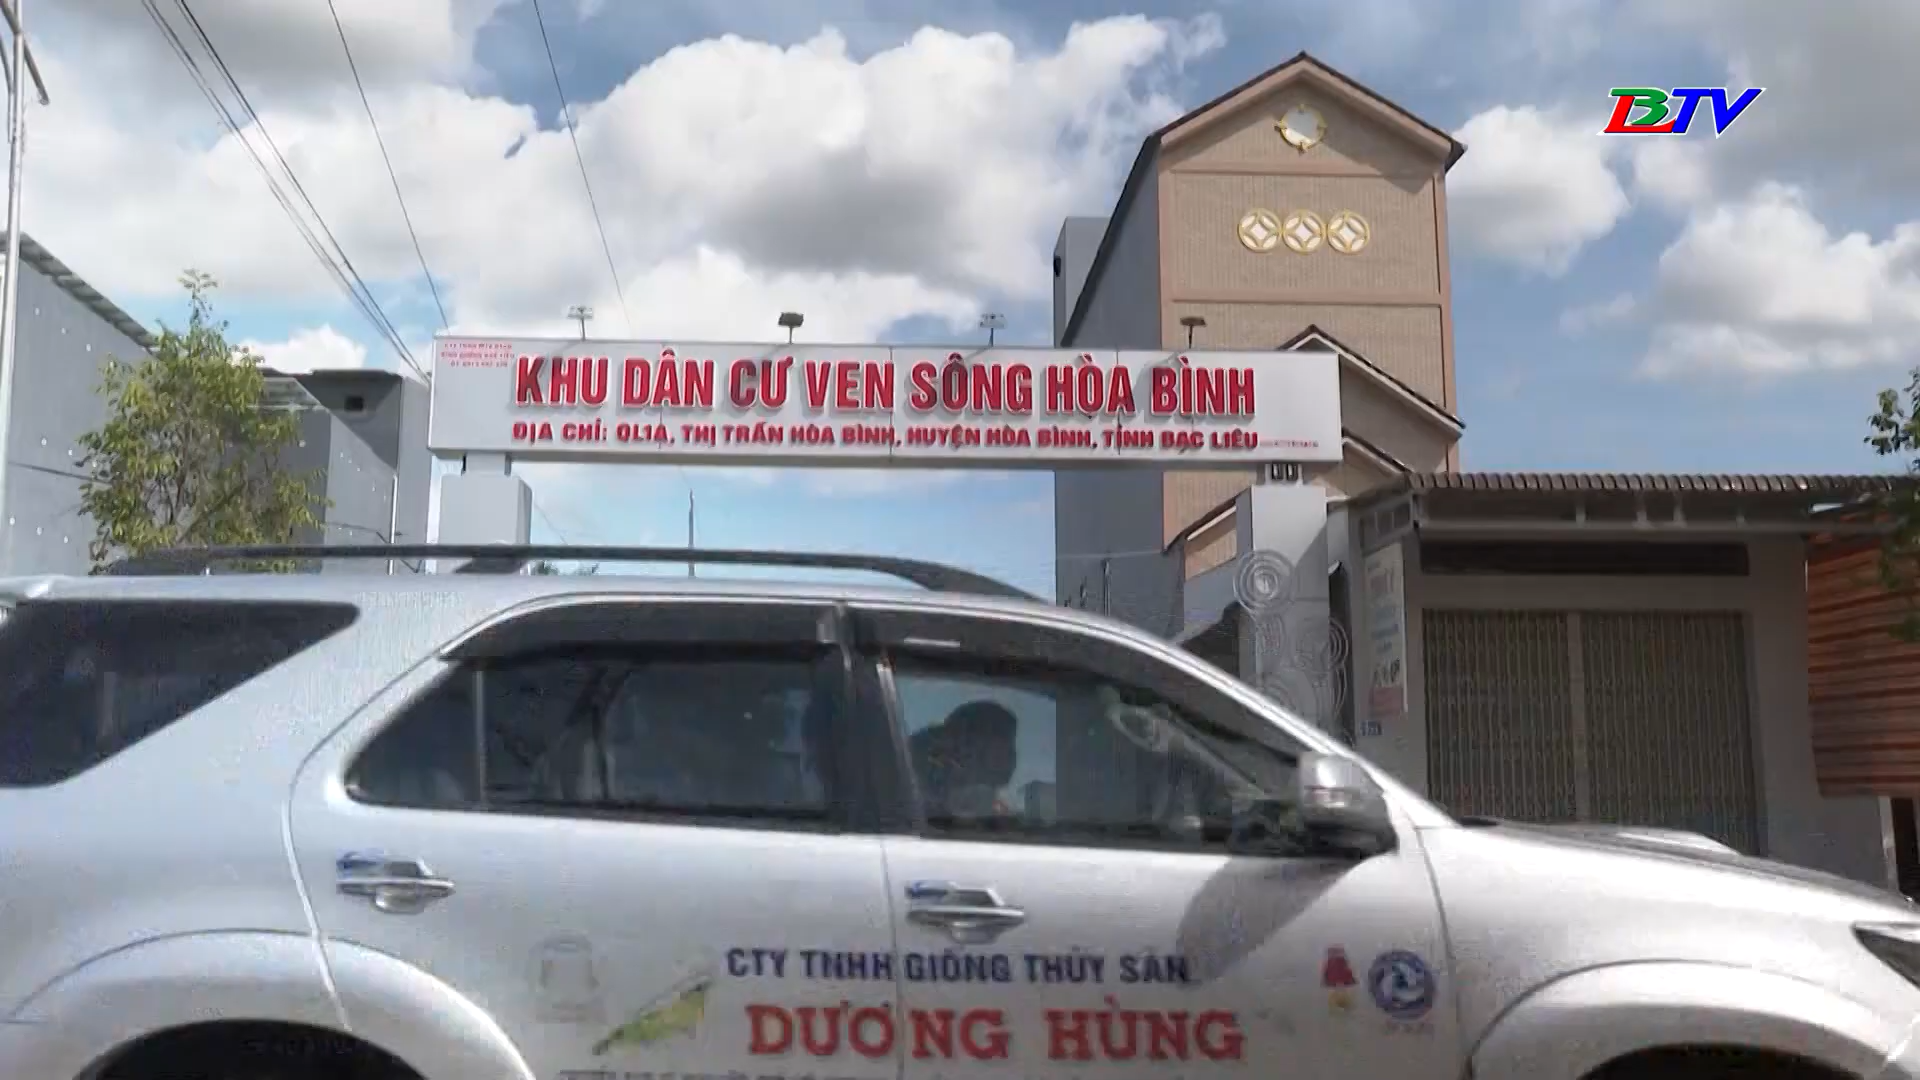 BTV
KHU DÂN CƯ VEN SÔNG HÒA BÌNH
ĐỊA CHỈ: QL1A, THỊ TRẤN HÒA BÌNH, HUYỆN HÒA BÌNH, TỈNH BẠC LIÊU
CTY TNHH GIỐNG THỦY SẢN
DƯƠNG HÙNG